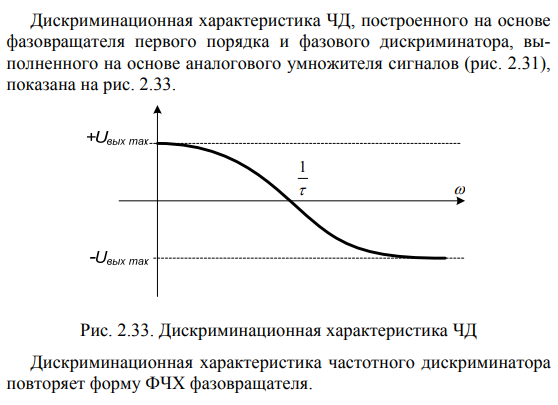 Дискриминационная характеристика ЧД, построенного на основе
фазовращателя первого порядка и фазового дискриминатора, вы-
полненного на основе аналогового умножителя сигналов (рис. 2.31),
показана на рис. 2.33.
+Uвых max
1
τ
ω
-Uвых max
Рис. 2.33. Дискриминационная характеристика ЧД
Дискриминационная характеристика частотного дискриминатора
повторяет форму ФЧХ фазовращателя.